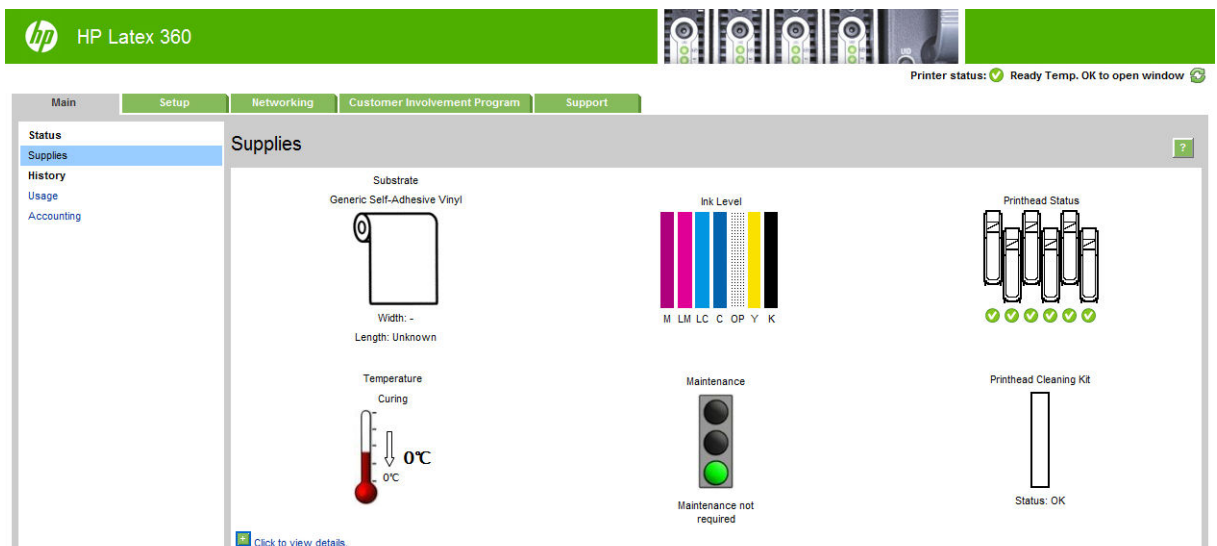 hp HP Latex 360
Printer status: Ready Temp. OK to open window
Main Setup Networking Customer Involvement Program Support
Status
Supplies
History
Usage
Accounting
Supplies
?
Substrate
Generic Self-Adhesive Vinyl
Width: -
Length: Unknown
Ink Level
M LM LC C OP Y K
Printhead Status
Temperature
Curing
0℃
0℃
Maintenance
Maintenance not
required
Printhead Cleaning Kit
Status: OK
+ Click to view details.